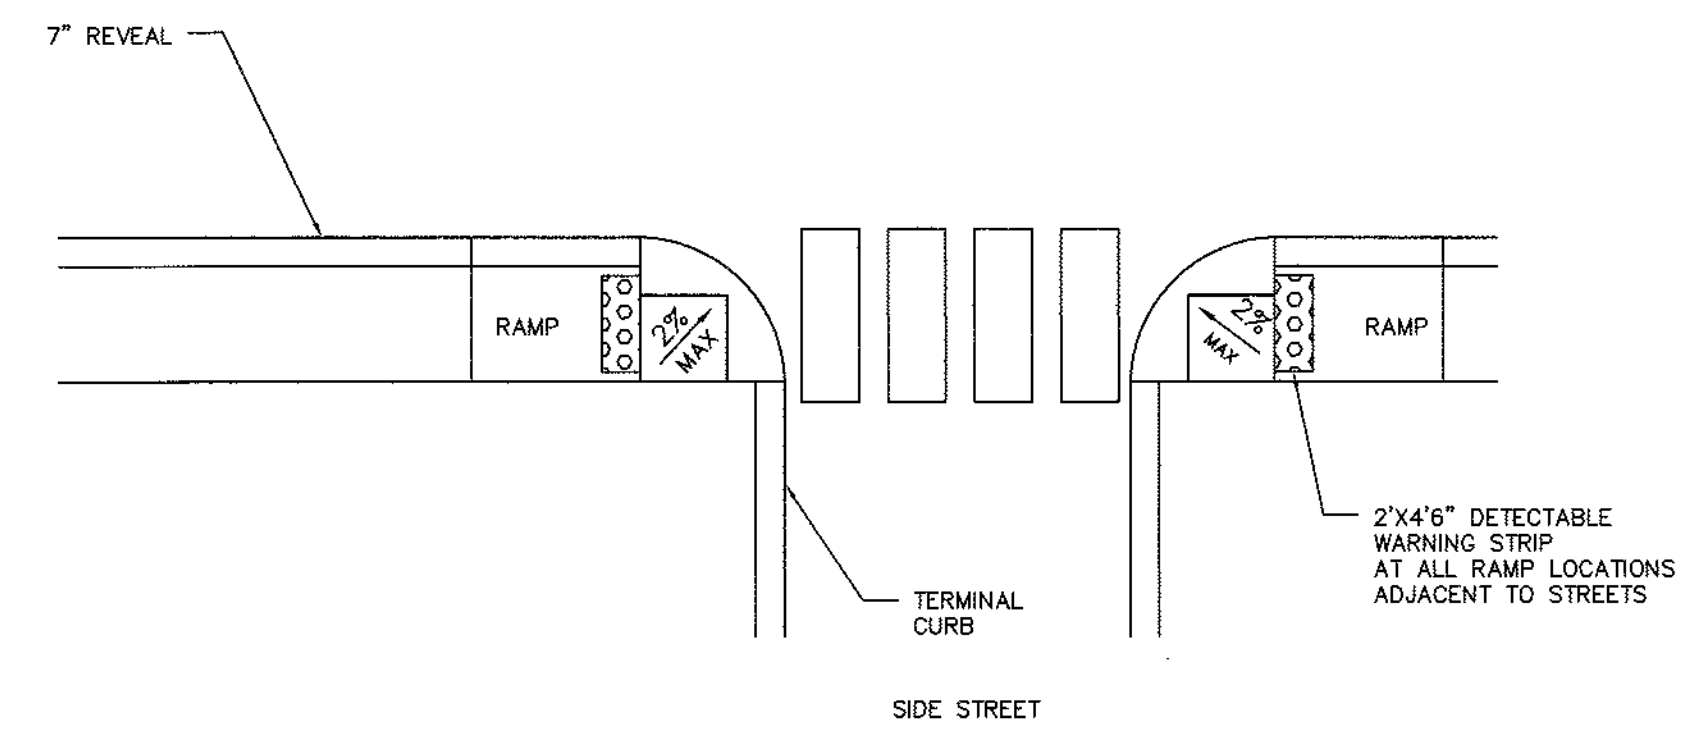 7" REVEAL
RAMP
2%
MAX
2%
MAX
RAMP
2'X4'6" DETECTABLE
WARNING STRIP
AT ALL RAMP LOCATIONS
ADJACENT TO STREETS
TERMINAL
CURB
SIDE STREET